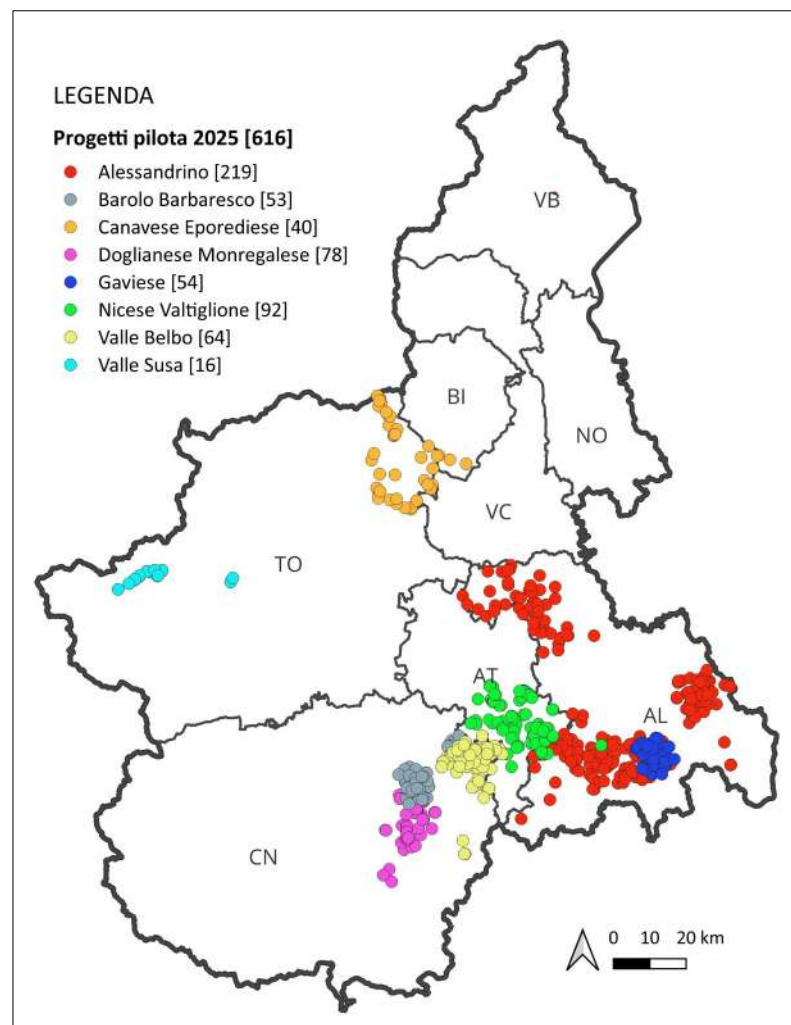 LEGENDA
Progetti pilota 2025 [616]
Alessandrino [219]
Barolo Barbaresco [53]
Canavese Eporediese [40]
Doglianese Monregalese [78]
Gaviese [54]
Nicese Valtiglione [92]
Valle Belbo [64]
Valle Susa [16]
VB
BI
NO
VC
TO
AT
AL
CN
0 10 20 km